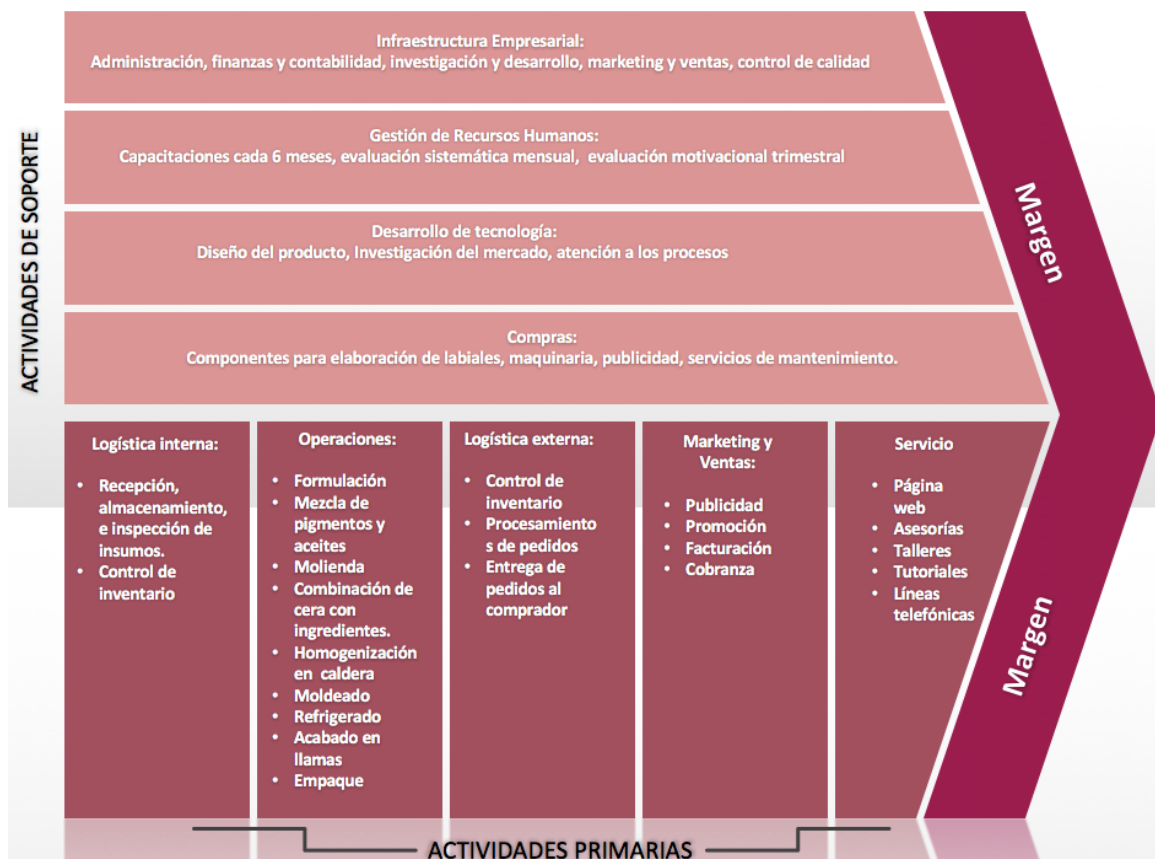 Infraestructura Empresarial:
Administración, finanzas y contabilidad, investigación y desarrollo, marketing y ventas, control de calidad
Gestión de Recursos Humanos:
Capacitaciones cada 6 meses, evaluación sistemática mensual, evaluación motivacional trimestral
Desarrollo de tecnología:
Diseño del producto, Investigación del mercado, atención a los procesos
Compras:
Componentes para elaboración de labiales, maquinaria, publicidad, servicios de mantenimiento.
ACTIVIDADES DE SOPORTE
Margen
Logística interna:
• Recepción,
almacenamiento,
e inspección de
insumos.
• Control de
inventario
Operaciones:
• Formulación
• Mezcla de
pigmentos y
aceites
• Molienda
• Combinación de
cera con
ingredientes.
• Homogenización
en caldera
• Moldeado
• Refrigerado
• Acabado en
llamas
• Empaque
Logística externa:
• Control de
inventario
• Procesamiento
s de pedidos
• Entrega de
pedidos al
comprador
Marketing y
Ventas:
• Publicidad
• Promoción
• Facturación
• Cobranza
Servicio
• Página
web
• Asesorías
• Talleres
• Tutoriales
• Líneas
telefónicas
Margen
ACTIVIDADES PRIMARIAS